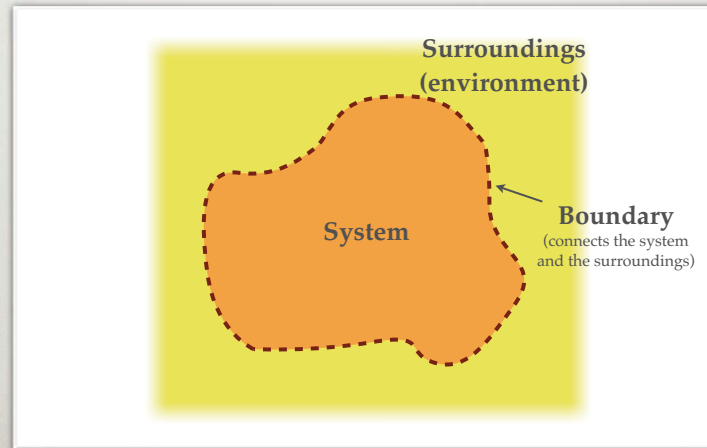 Surroundings
(environment)
System
Boundary
(connects the system
and the surroundings)